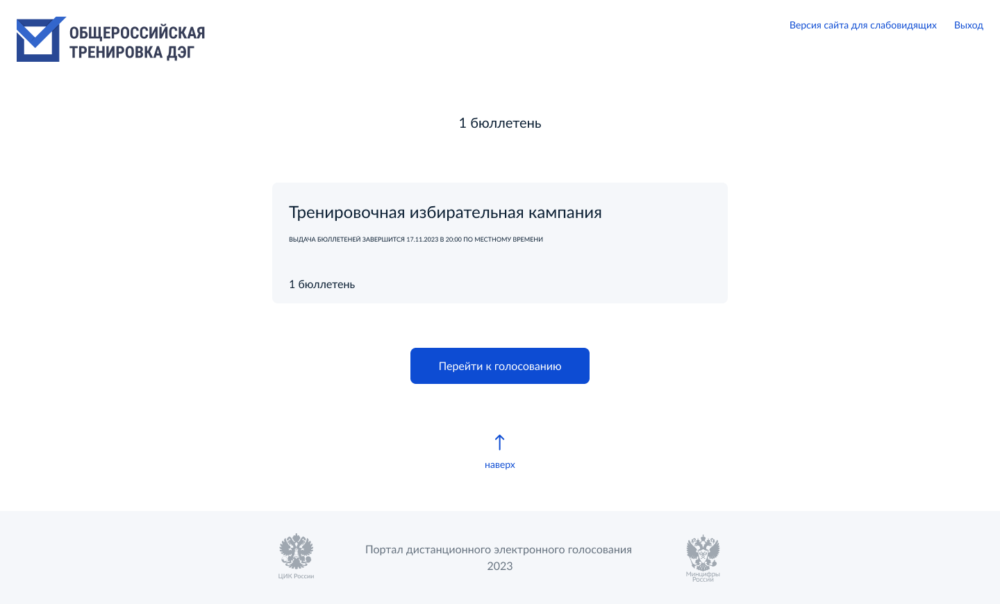 ОБЩЕРОССИЙСКАЯ
ТРЕНИРОВКА ДЭГ
Версия сайта для слабовидящих
Выход
1 бюллетень
Тренировочная избирательная кампания
ВЫДАЧА БЮЛЛЕТЕНЕЙ ЗАВЕРШИТСЯ 17.11.2023 В 20:00 ПО МЕСТНОМУ ВРЕМЕНИ
1 бюллетень
Перейти к голосованию
наверх
ЦИК России
Портал дистанционного электронного голосования
2023
Минцифры
России